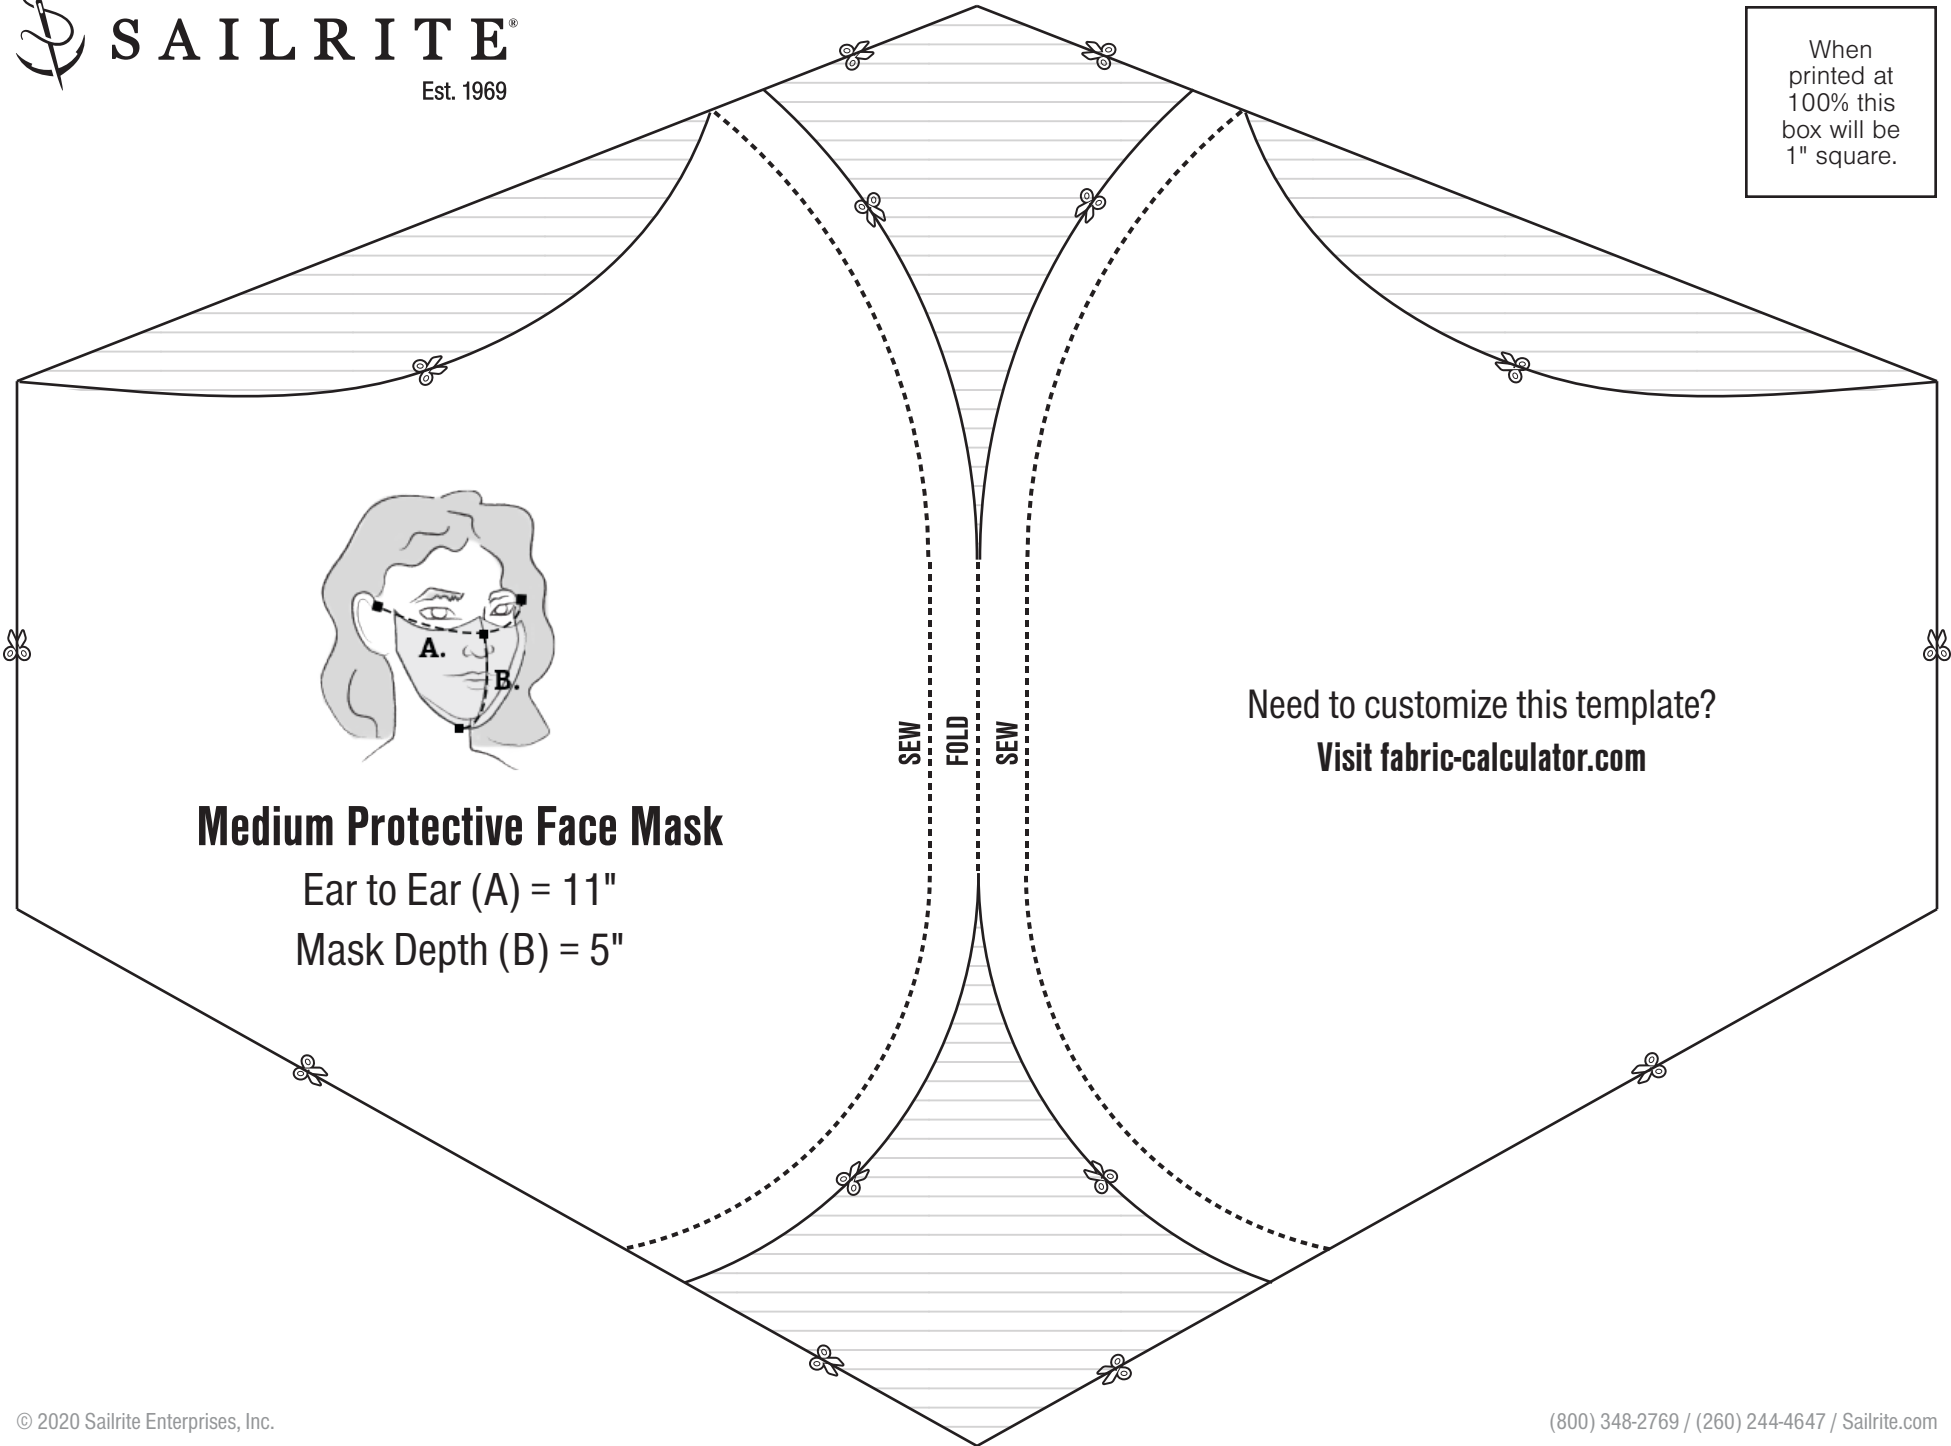 SAILRITE®
Est. 1969
When
printed at
100% this
box will be
1" square.
A.
B.
SEW
FOLD
SEW
Medium Protective Face Mask
Ear to Ear (A) = 11"
Mask Depth (B) = 5"
Need to customize this template?
Visit fabric-calculator.com
© 2020 Sailrite Enterprises, Inc.
(800) 348-2769 / (260) 244-4647 / Sailrite.com